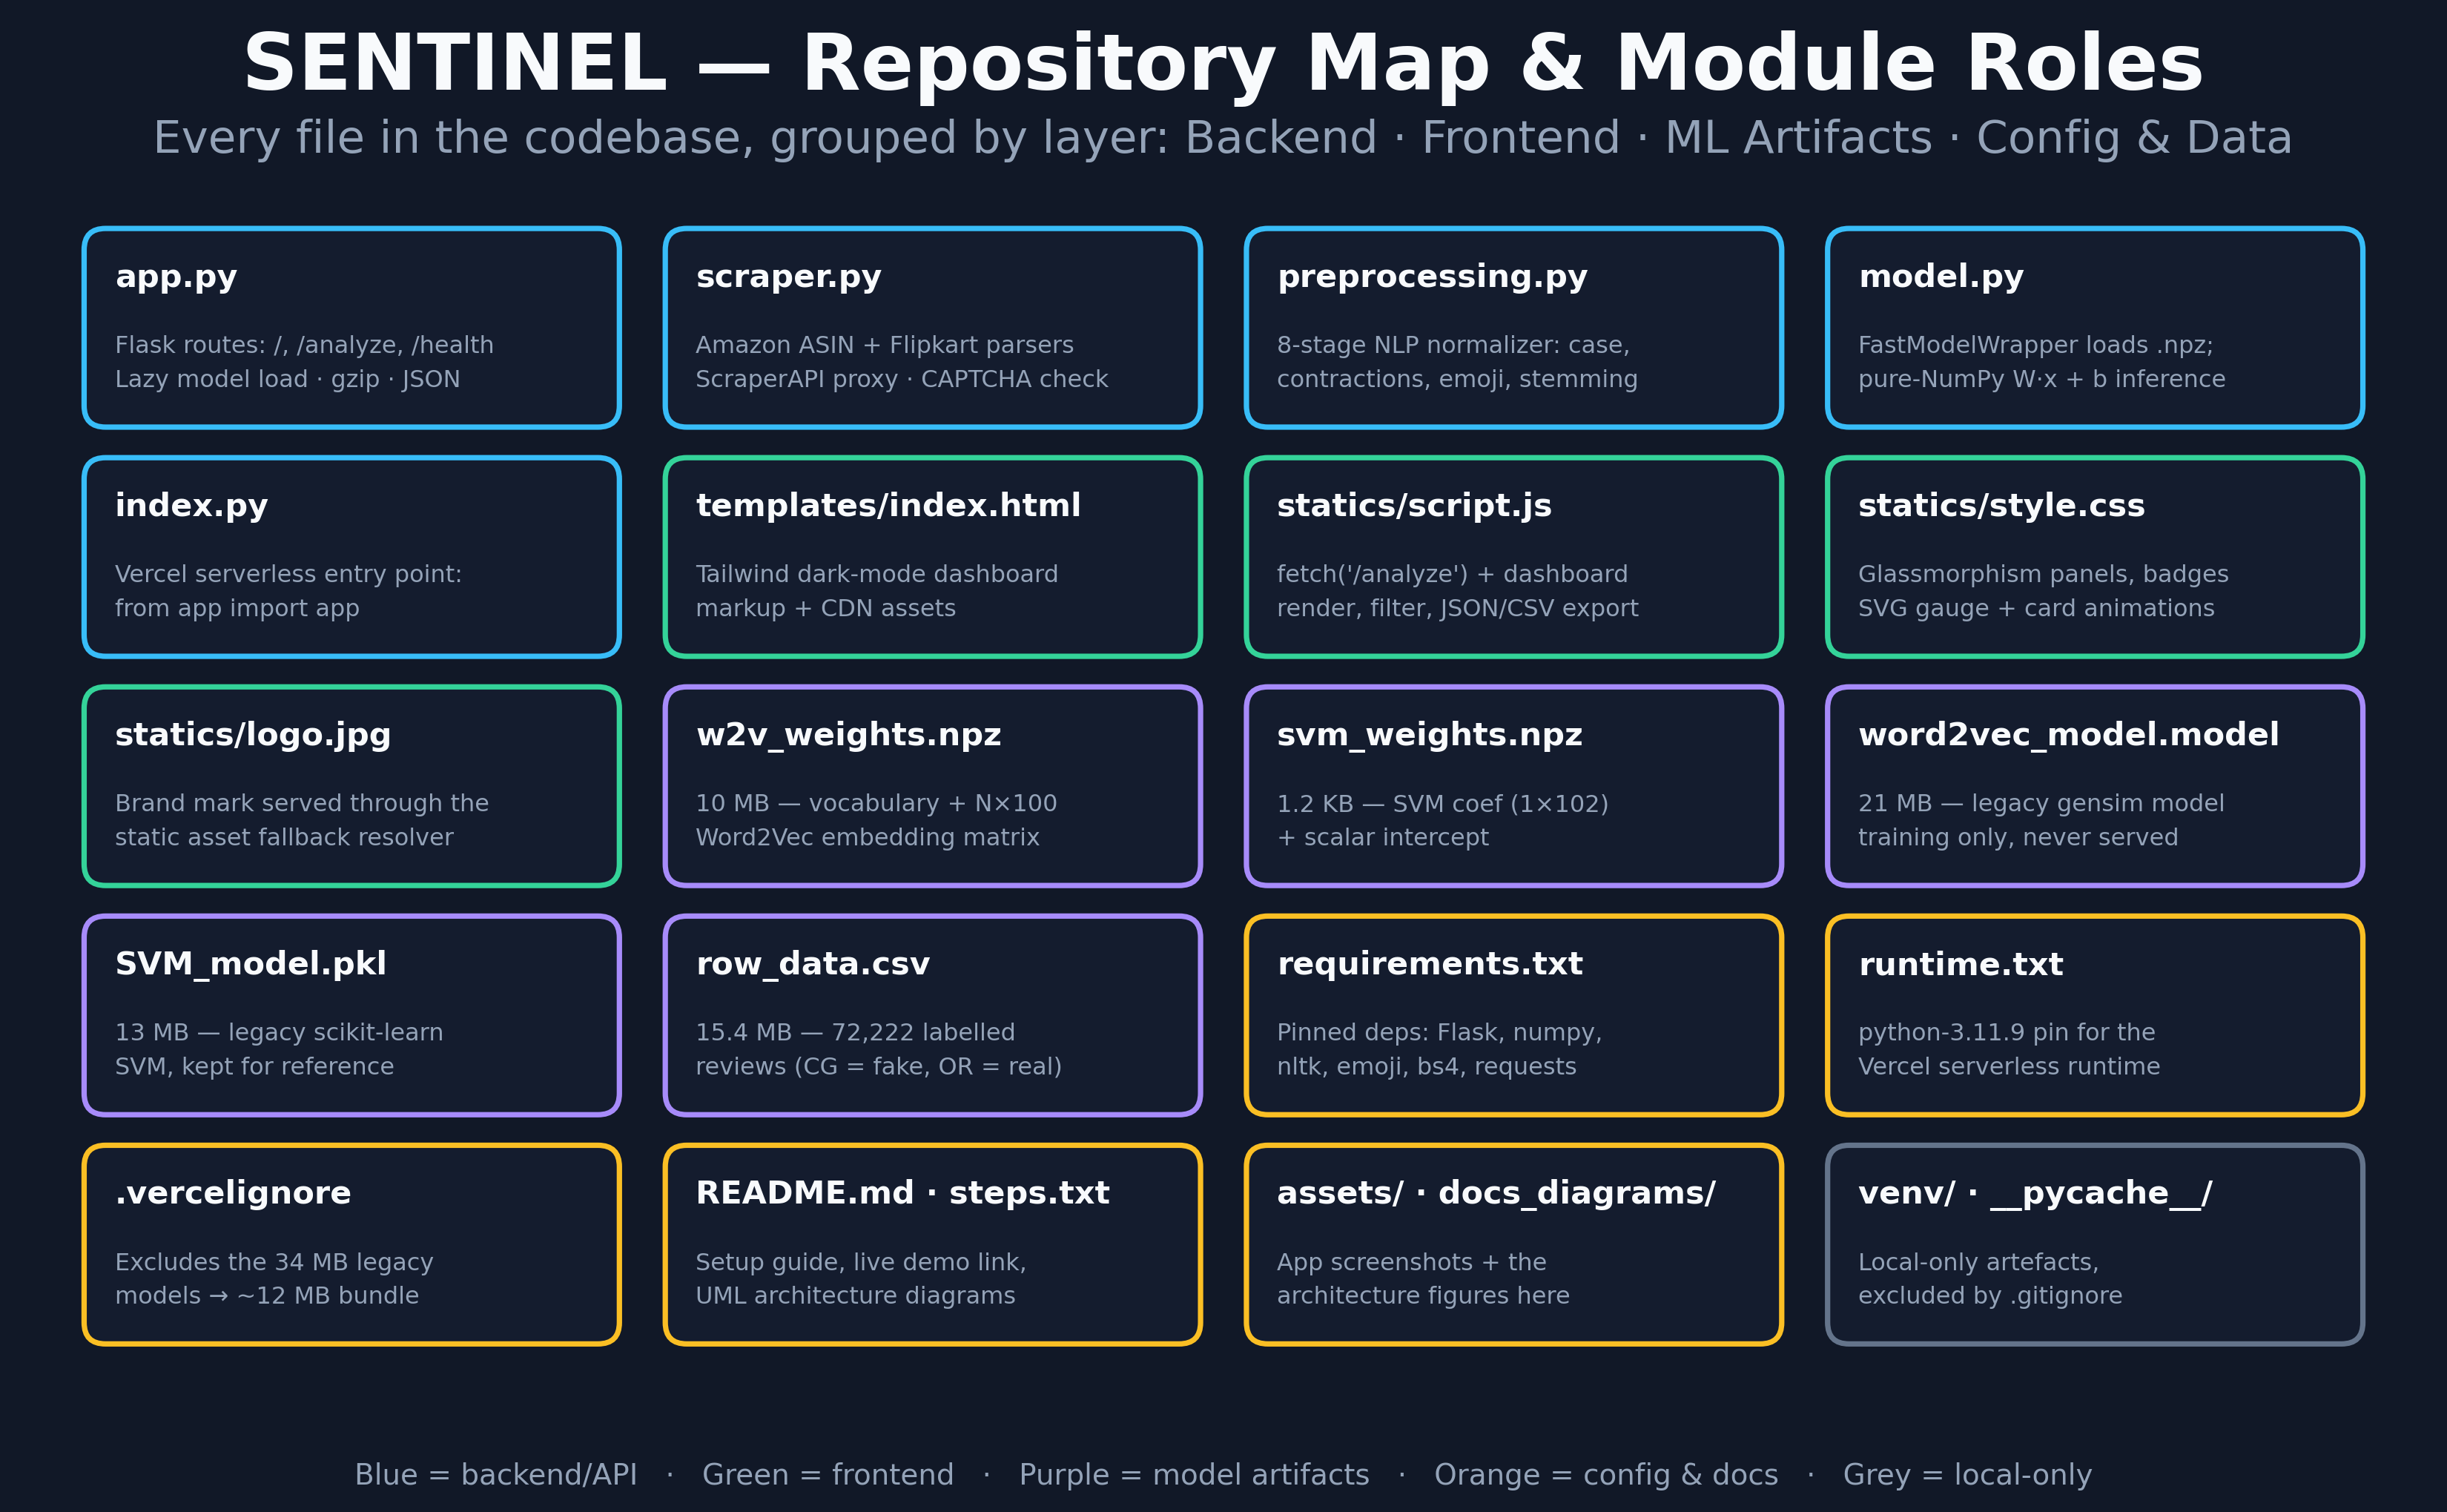 SENTINEL — Repository Map & Module Roles
Every file in the codebase, grouped by layer: Backend · Frontend · ML Artifacts · Config & Data
app.py
Flask routes: /, /analyze, /health
Lazy model load · gzip · JSON
scraper.py
Amazon ASIN + Flipkart parsers
ScraperAPI proxy · CAPTCHA check
preprocessing.py
8-stage NLP normalizer: case,
contractions, emoji, stemming
model.py
FastModelWrapper loads .npz;
pure-NumPy W·x + b inference
index.py
Vercel serverless entry point:
from app import app
templates/index.html
Tailwind dark-mode dashboard
markup + CDN assets
statics/script.js
fetch('/analyze') + dashboard
render, filter, JSON/CSV export
statics/style.css
Glassmorphism panels, badges
SVG gauge + card animations
statics/logo.jpg
Brand mark served through the
static asset fallback resolver
w2v_weights.npz
10 MB — vocabulary + N×100
Word2Vec embedding matrix
svm_weights.npz
1.2 KB — SVM coef (1×102)
+ scalar intercept
word2vec_model.model
21 MB — legacy gensim model
training only, never served
SVM_model.pkl
13 MB — legacy scikit-learn
SVM, kept for reference
row_data.csv
15.4 MB — 72,222 labelled
reviews (CG = fake, OR = real)
requirements.txt
Pinned deps: Flask, numpy,
nltk, emoji, bs4, requests
runtime.txt
python-3.11.9 pin for the
Vercel serverless runtime
.vercelignore
Excludes the 34 MB legacy
models → ~12 MB bundle
README.md · steps.txt
Setup guide, live demo link,
UML architecture diagrams
assets/ · docs_diagrams/
App screenshots + the
architecture figures here
venv/ · __pycache__/
Local-only artefacts,
excluded by .gitignore
Blue = backend/API · Green = frontend · Purple = model artifacts · Orange = config & docs · Grey = local-only